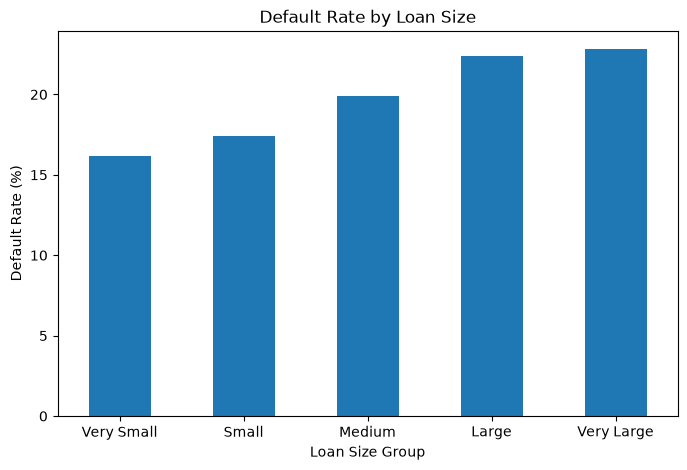 Default Rate by Loan Size
Default Rate (%)
20
15
10
5
0
Very Small Small Medium Large Very Large
Loan Size Group